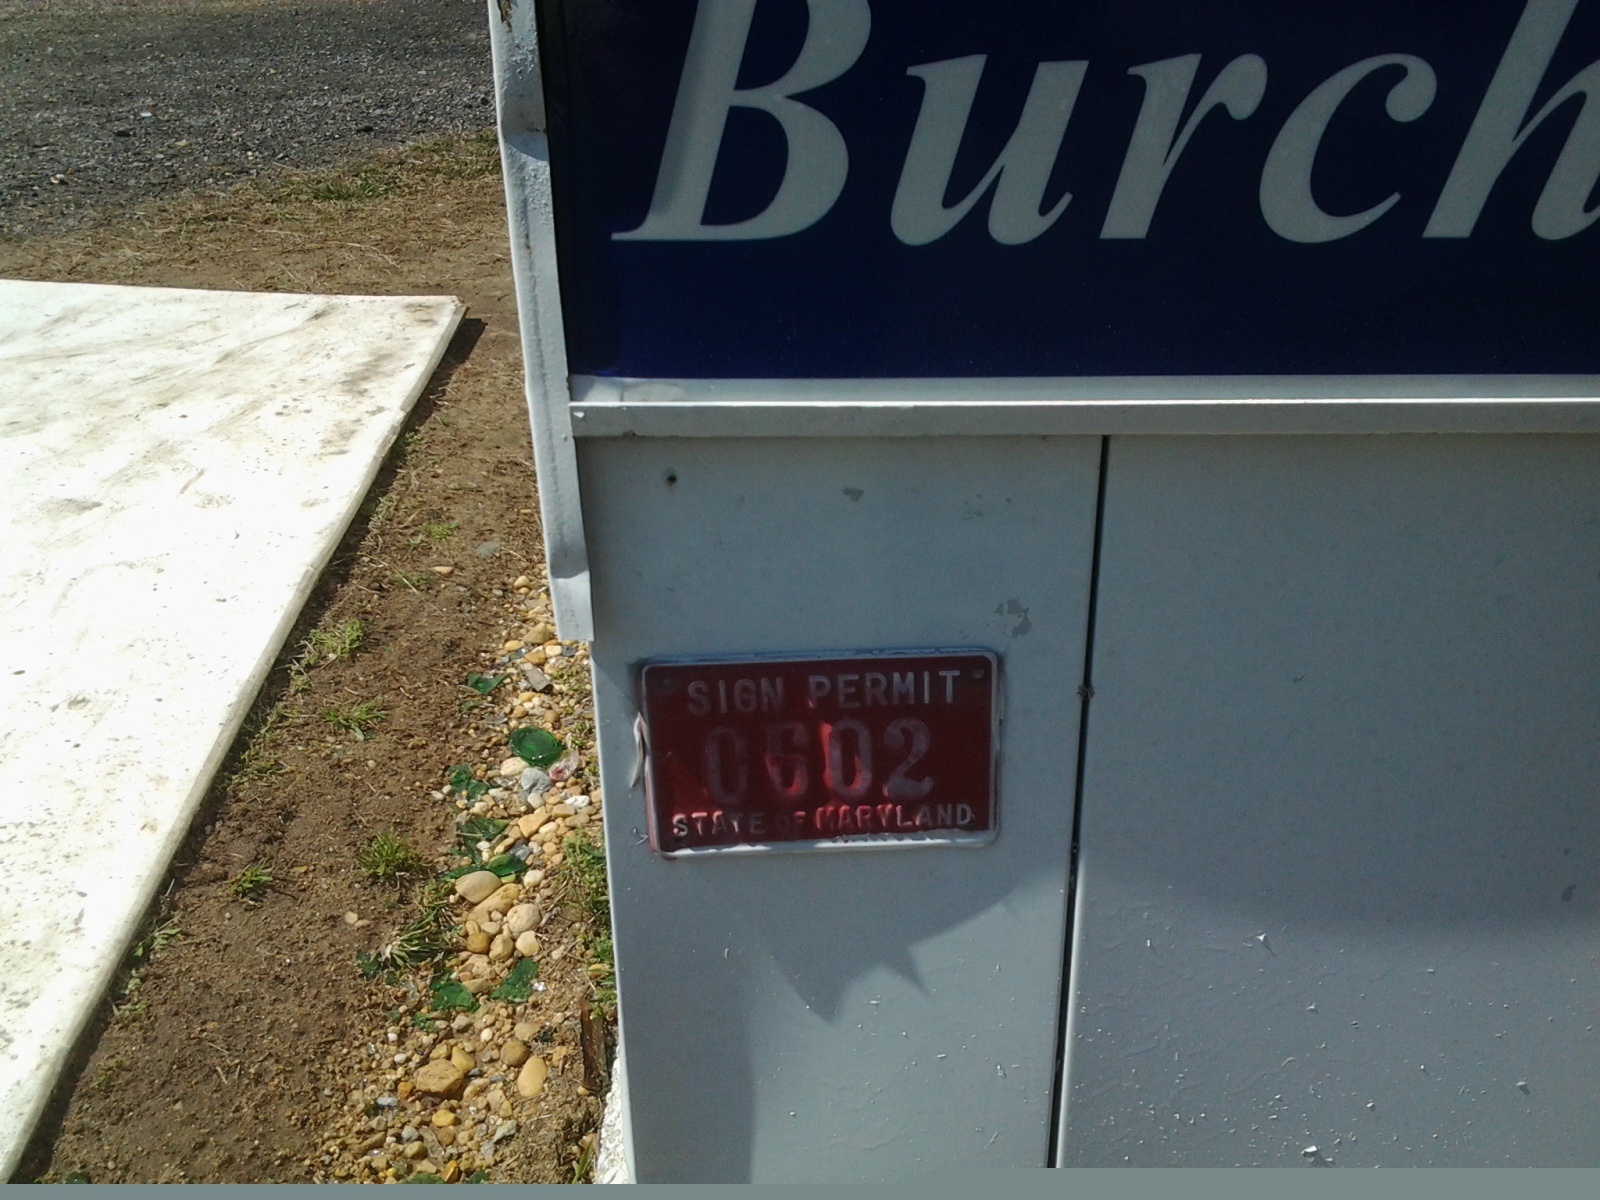 Burch
SIGN PERMIT
0602
STATE OF MARYLAND